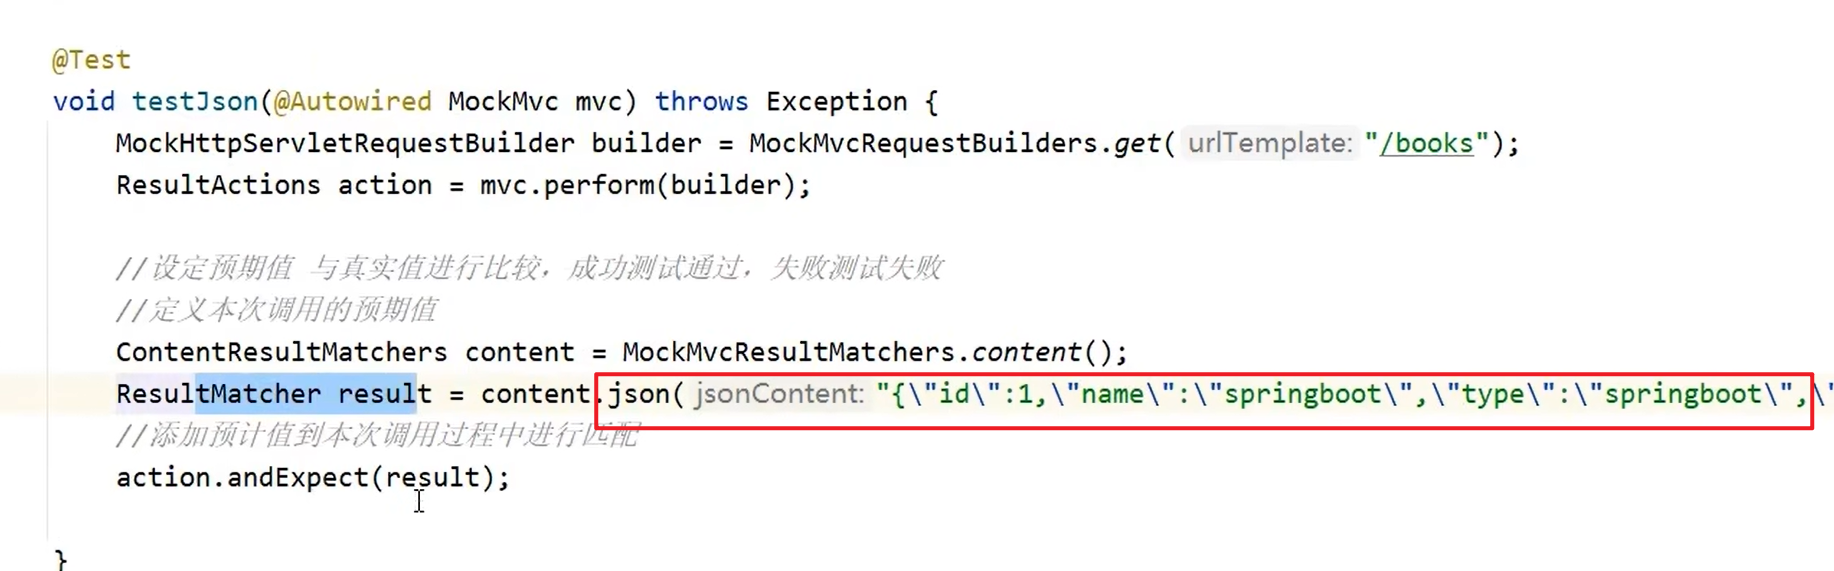 @Test
void testJson(@Autowired MockMvc mvc) throws Exception {
MockHttpServletRequestBuilder builder = MockMvcRequestBuilders.get( urlTemplate: "/books");
ResultActions action = mvc.perform(builder);
//设定预期值 与真实值进行比较，成功测试通过，失败测试失败
//定义本次调用的预期值
ContentResultMatchers content = MockMvcResultMatchers.content();
ResultMatcher result = content.json( jsonContent: "{\"id\":1,\"name\":\"springboot\",\"type\":\"springboot\",\"
//添加预计值到本次调用过程中进行匹配
action.andExpect(result);
}